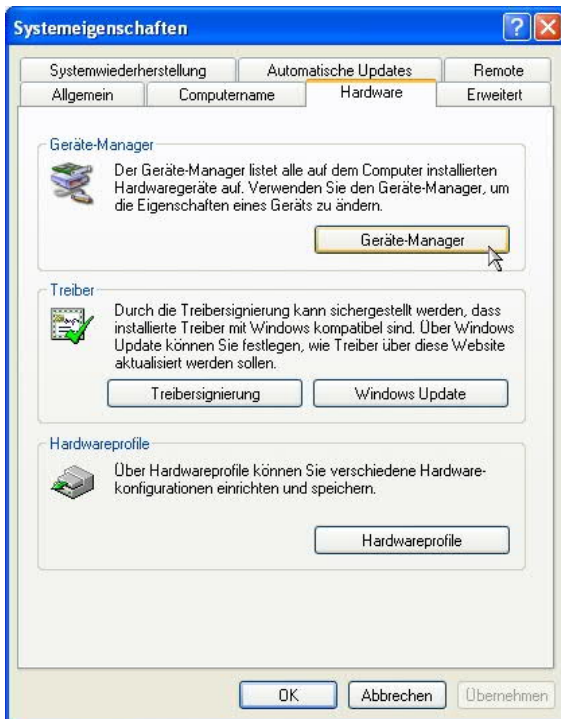 Systemeigenschaften
Systemwiederherstellung Automatische Updates Remote
Allgemein Computername Hardware Erweitert
Geräte-Manager
Der Geräte-Manager listet alle auf dem Computer installierten
Hardwaregeräte auf. Verwenden Sie den Geräte-Manager, um
die Eigenschaften eines Geräts zu ändern.
Geräte-Manager
Treiber
Durch die Treibersignierung kann sichergestellt werden, dass
installierte Treiber mit Windows kompatibel sind. Über Windows
Update können Sie festlegen, wie Treiber über diese Website
aktualisiert werden sollen.
Treibersignierung Windows Update
Hardwareprofile
Über Hardwareprofile können Sie verschiedene Hardware-
konfigurationen einrichten und speichern.
Hardwareprofile
OK Abbrechen Übernehmen